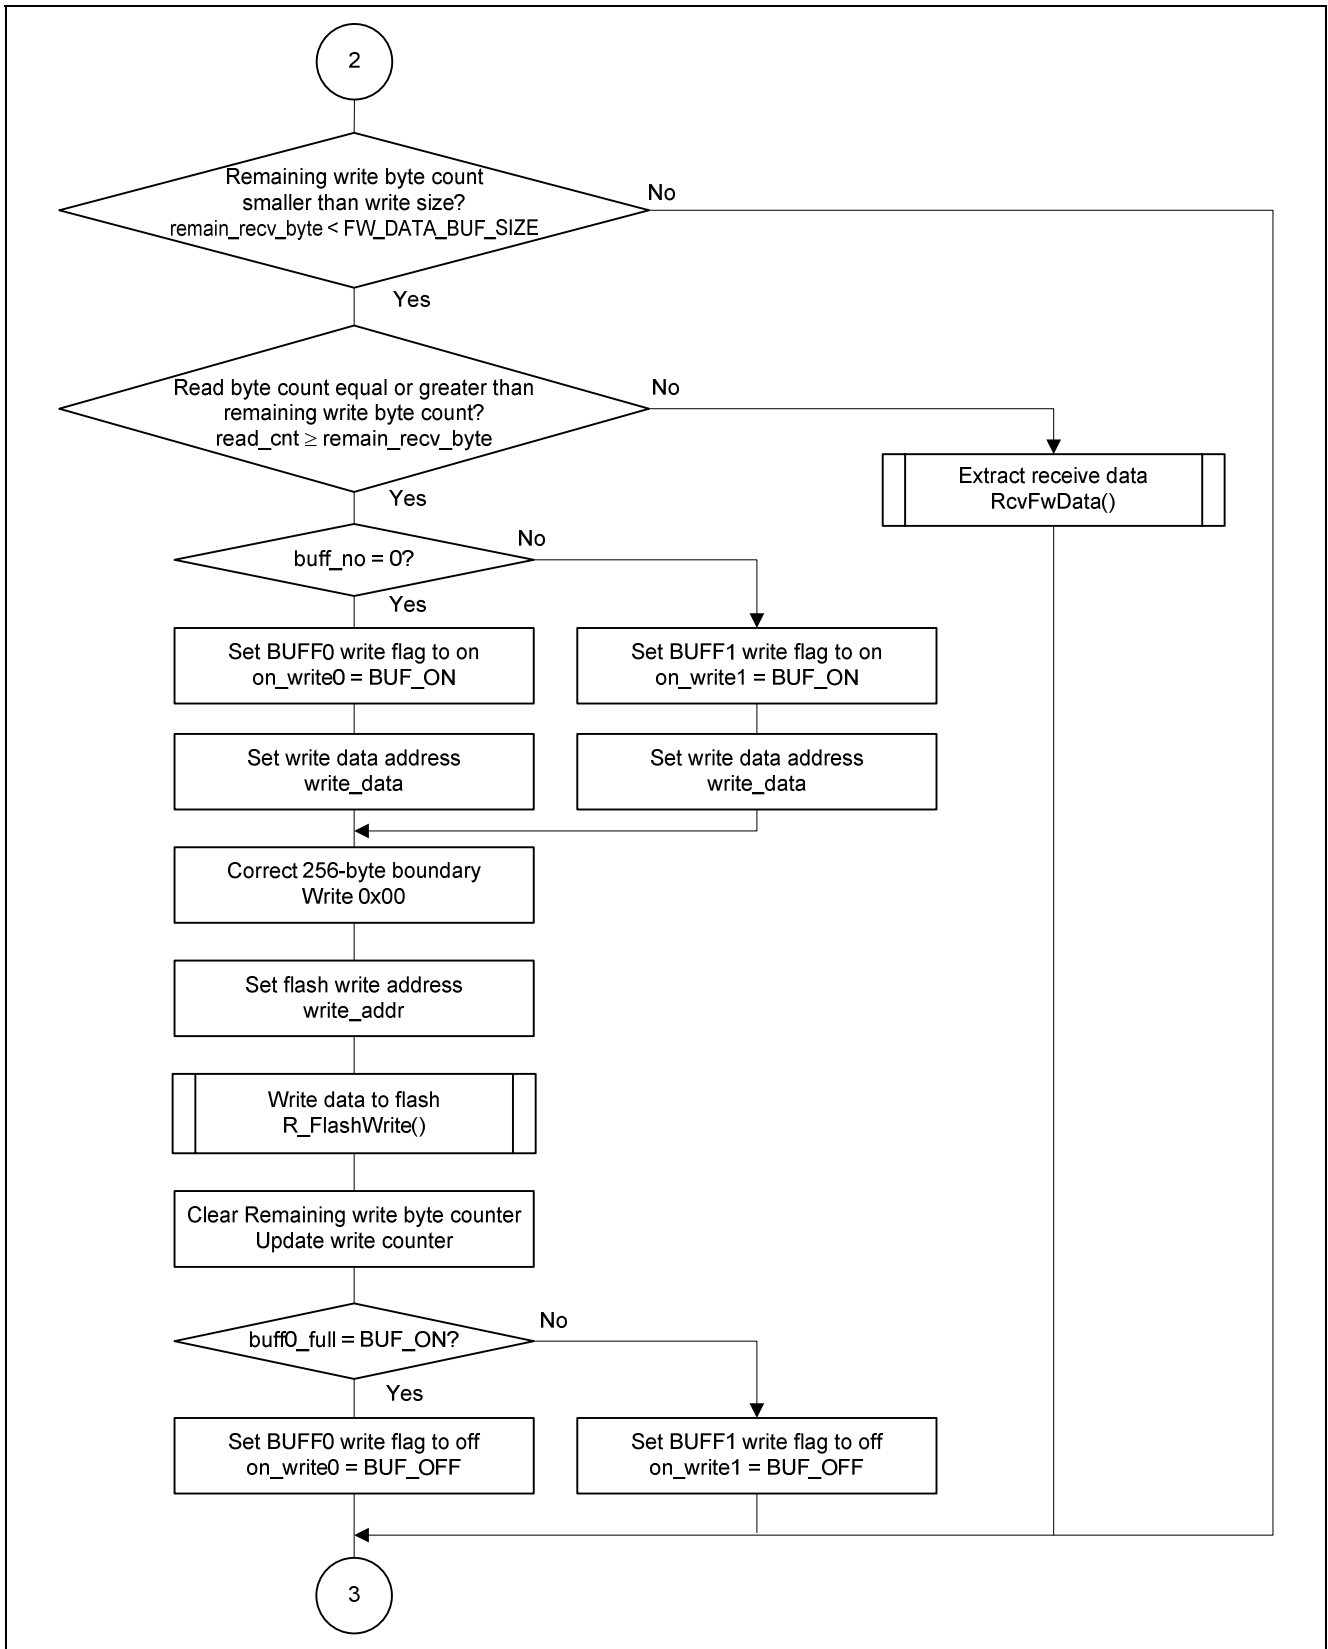 2
Remaining write byte count
smaller than write size?
remain_recv_byte < FW_DATA_BUF_SIZE
No
Yes
Read byte count equal or greater than
remaining write byte count?
read_cnt ≥ remain_recv_byte
No
Yes
Extract receive data
RcvFwData()
buff_no = 0?
No
Yes
Set BUFF0 write flag to on
on_write0 = BUF_ON
Set BUFF1 write flag to on
on_write1 = BUF_ON
Set write data address
write_data
Set write data address
write_data
Correct 256-byte boundary
Write 0x00
Set flash write address
write_addr
Write data to flash
R_FlashWrite()
Clear Remaining write byte counter
Update write counter
buff0_full = BUF_ON?
No
Yes
Set BUFF0 write flag to off
on_write0 = BUF_OFF
Set BUFF1 write flag to off
on_write1 = BUF_OFF
3